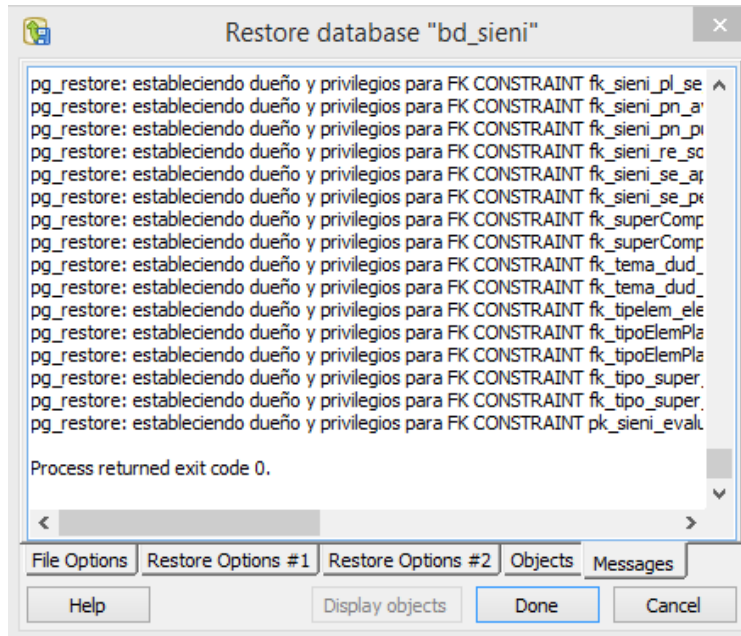 Restore database "bd_sieni"
pg_restore: estableciendo dueño y privilegios para FK CONSTRAINT fk_sieni_pl_se
pg_restore: estableciendo dueño y privilegios para FK CONSTRAINT fk_sieni_pn_a
pg_restore: estableciendo dueño y privilegios para FK CONSTRAINT fk_sieni_pn_p
pg_restore: estableciendo dueño y privilegios para FK CONSTRAINT fk_sieni_re_so
pg_restore: estableciendo dueño y privilegios para FK CONSTRAINT fk_sieni_se_ap
pg_restore: estableciendo dueño y privilegios para FK CONSTRAINT fk_sieni_se_pe
pg_restore: estableciendo dueño y privilegios para FK CONSTRAINT fk_superComp
pg_restore: estableciendo dueño y privilegios para FK CONSTRAINT fk_superComp
pg_restore: estableciendo dueño y privilegios para FK CONSTRAINT fk_tema_dud_
pg_restore: estableciendo dueño y privilegios para FK CONSTRAINT fk_tema_dud_
pg_restore: estableciendo dueño y privilegios para FK CONSTRAINT fk_tipelem_ele
pg_restore: estableciendo dueño y privilegios para FK CONSTRAINT fk_tipoElemPla
pg_restore: estableciendo dueño y privilegios para FK CONSTRAINT fk_tipoElemPla
pg_restore: estableciendo dueño y privilegios para FK CONSTRAINT fk_tipo_super_
pg_restore: estableciendo dueño y privilegios para FK CONSTRAINT fk_tipo_super_
pg_restore: estableciendo dueño y privilegios para FK CONSTRAINT pk_sieni_evalu
Process returned exit code 0.
File Options Restore Options #1 Restore Options #2 Objects Messages
Help Display objects Done Cancel